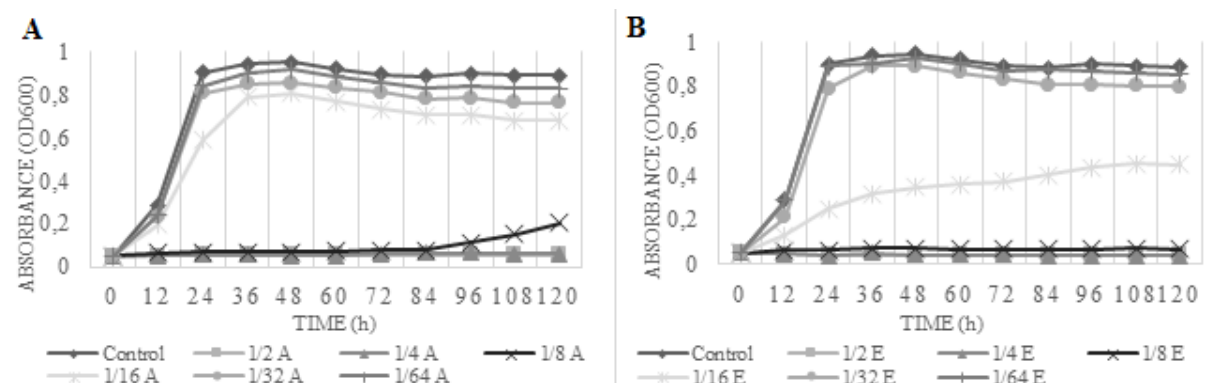 A
1
0,8
0,6
0,4
0,2
0
ABSORBANCE (OD600)
0 12 24 36 48 60 72 84 96 108 120
TIME (h)
Control 1/2 A 1/4 A 1/8 A
1/16 A 1/32 A 1/64 A
B
1
0,8
0,6
0,4
0,2
0
ABSORBANCE (OD600)
0 12 24 36 48 60 72 84 96 108 120
TIME (h)
Control 1/2 E 1/4 E 1/8 E
1/16 E 1/32 E 1/64 E